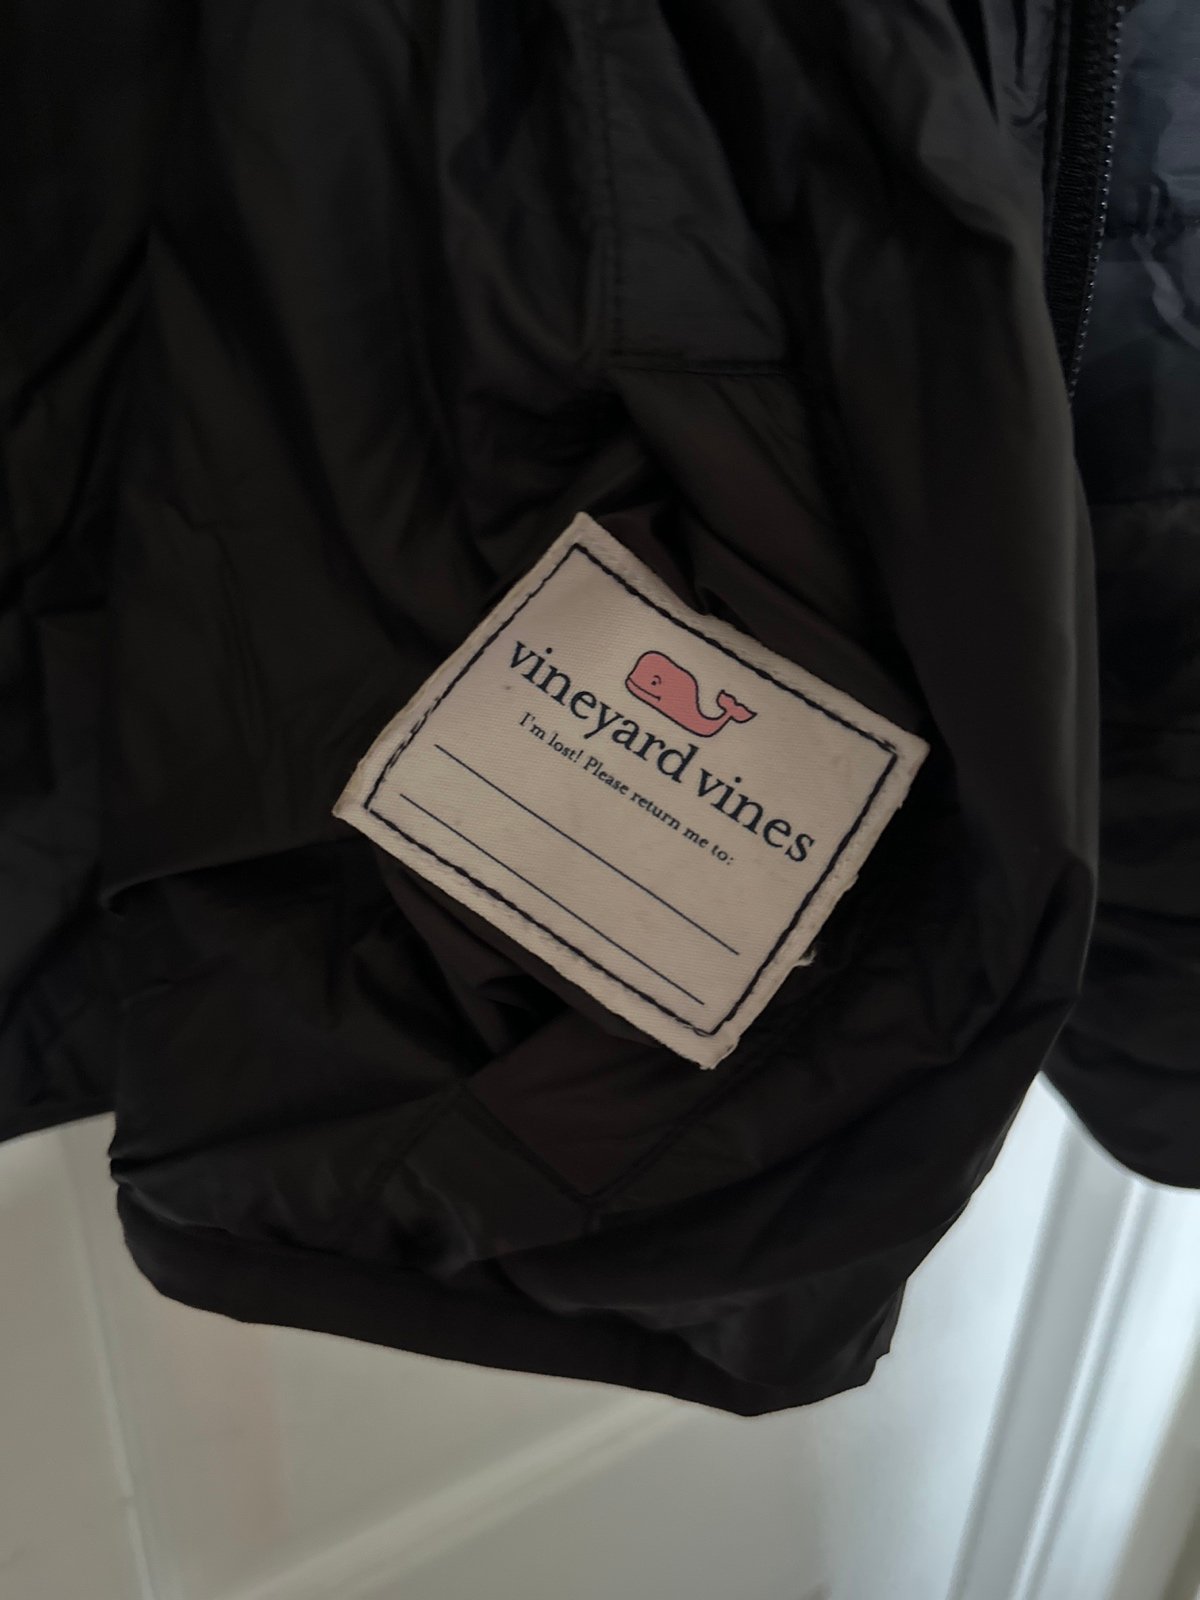 vineyard vines
I'm lost! Please return me to: